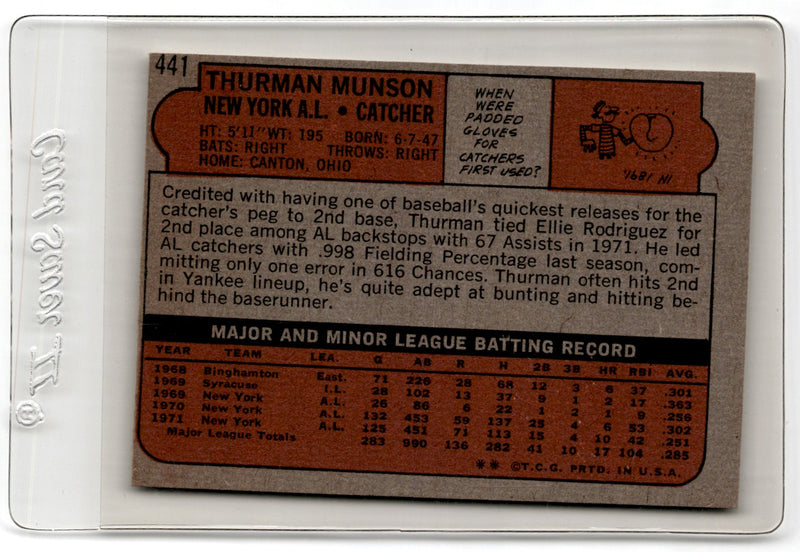 441
THURMAN MUNSON
NEW YORK A.L. • CATCHER
HT: 5'11" WT: 195 BORN: 6-7-47
BATS: RIGHT THROWS: RIGHT
HOME: CANTON, OHIO
WHEN
WERE
PADDED
GLOVES
FOR
CATCHERS
FIRST USED?
IN 1891.
Credited with having one of baseball's quickest releases for the
catcher's peg to 2nd base, Thurman tied Ellie Rodriguez for
2nd place among AL backstops with 67 Assists in 1971. He led
AL catchers with .998 Fielding Percentage last season, com-
mitting only one error in 616 Chances. Thurman often hits 2nd
in Yankee lineup, he's quite adept at bunting and hitting be-
hind the baserunner.
MAJOR AND MINOR LEAGUE BATTING RECORD
YEAR TEAM LEA. G AB R H 2B 3B HR RBI AVG.
1968 Binghamton East. 71 226 28 68 12 3 6 37 .301
1969 Syracuse I.L. 28 102 13 37 9 1 2 17 .363
1969 New York A.L. 26 86 6 22 1 2 1 9 .256
1970 New York A.L. 132 453 59 137 25 4 6 53 .302
1971 New York A.L. 125 451 71 113 15 4 10 42 .251
Major League Totals 283 990 136 282 41 10 17 104 .285
** ©T.C.G. PRTD. IN U.S.A.
Card Saver II
®